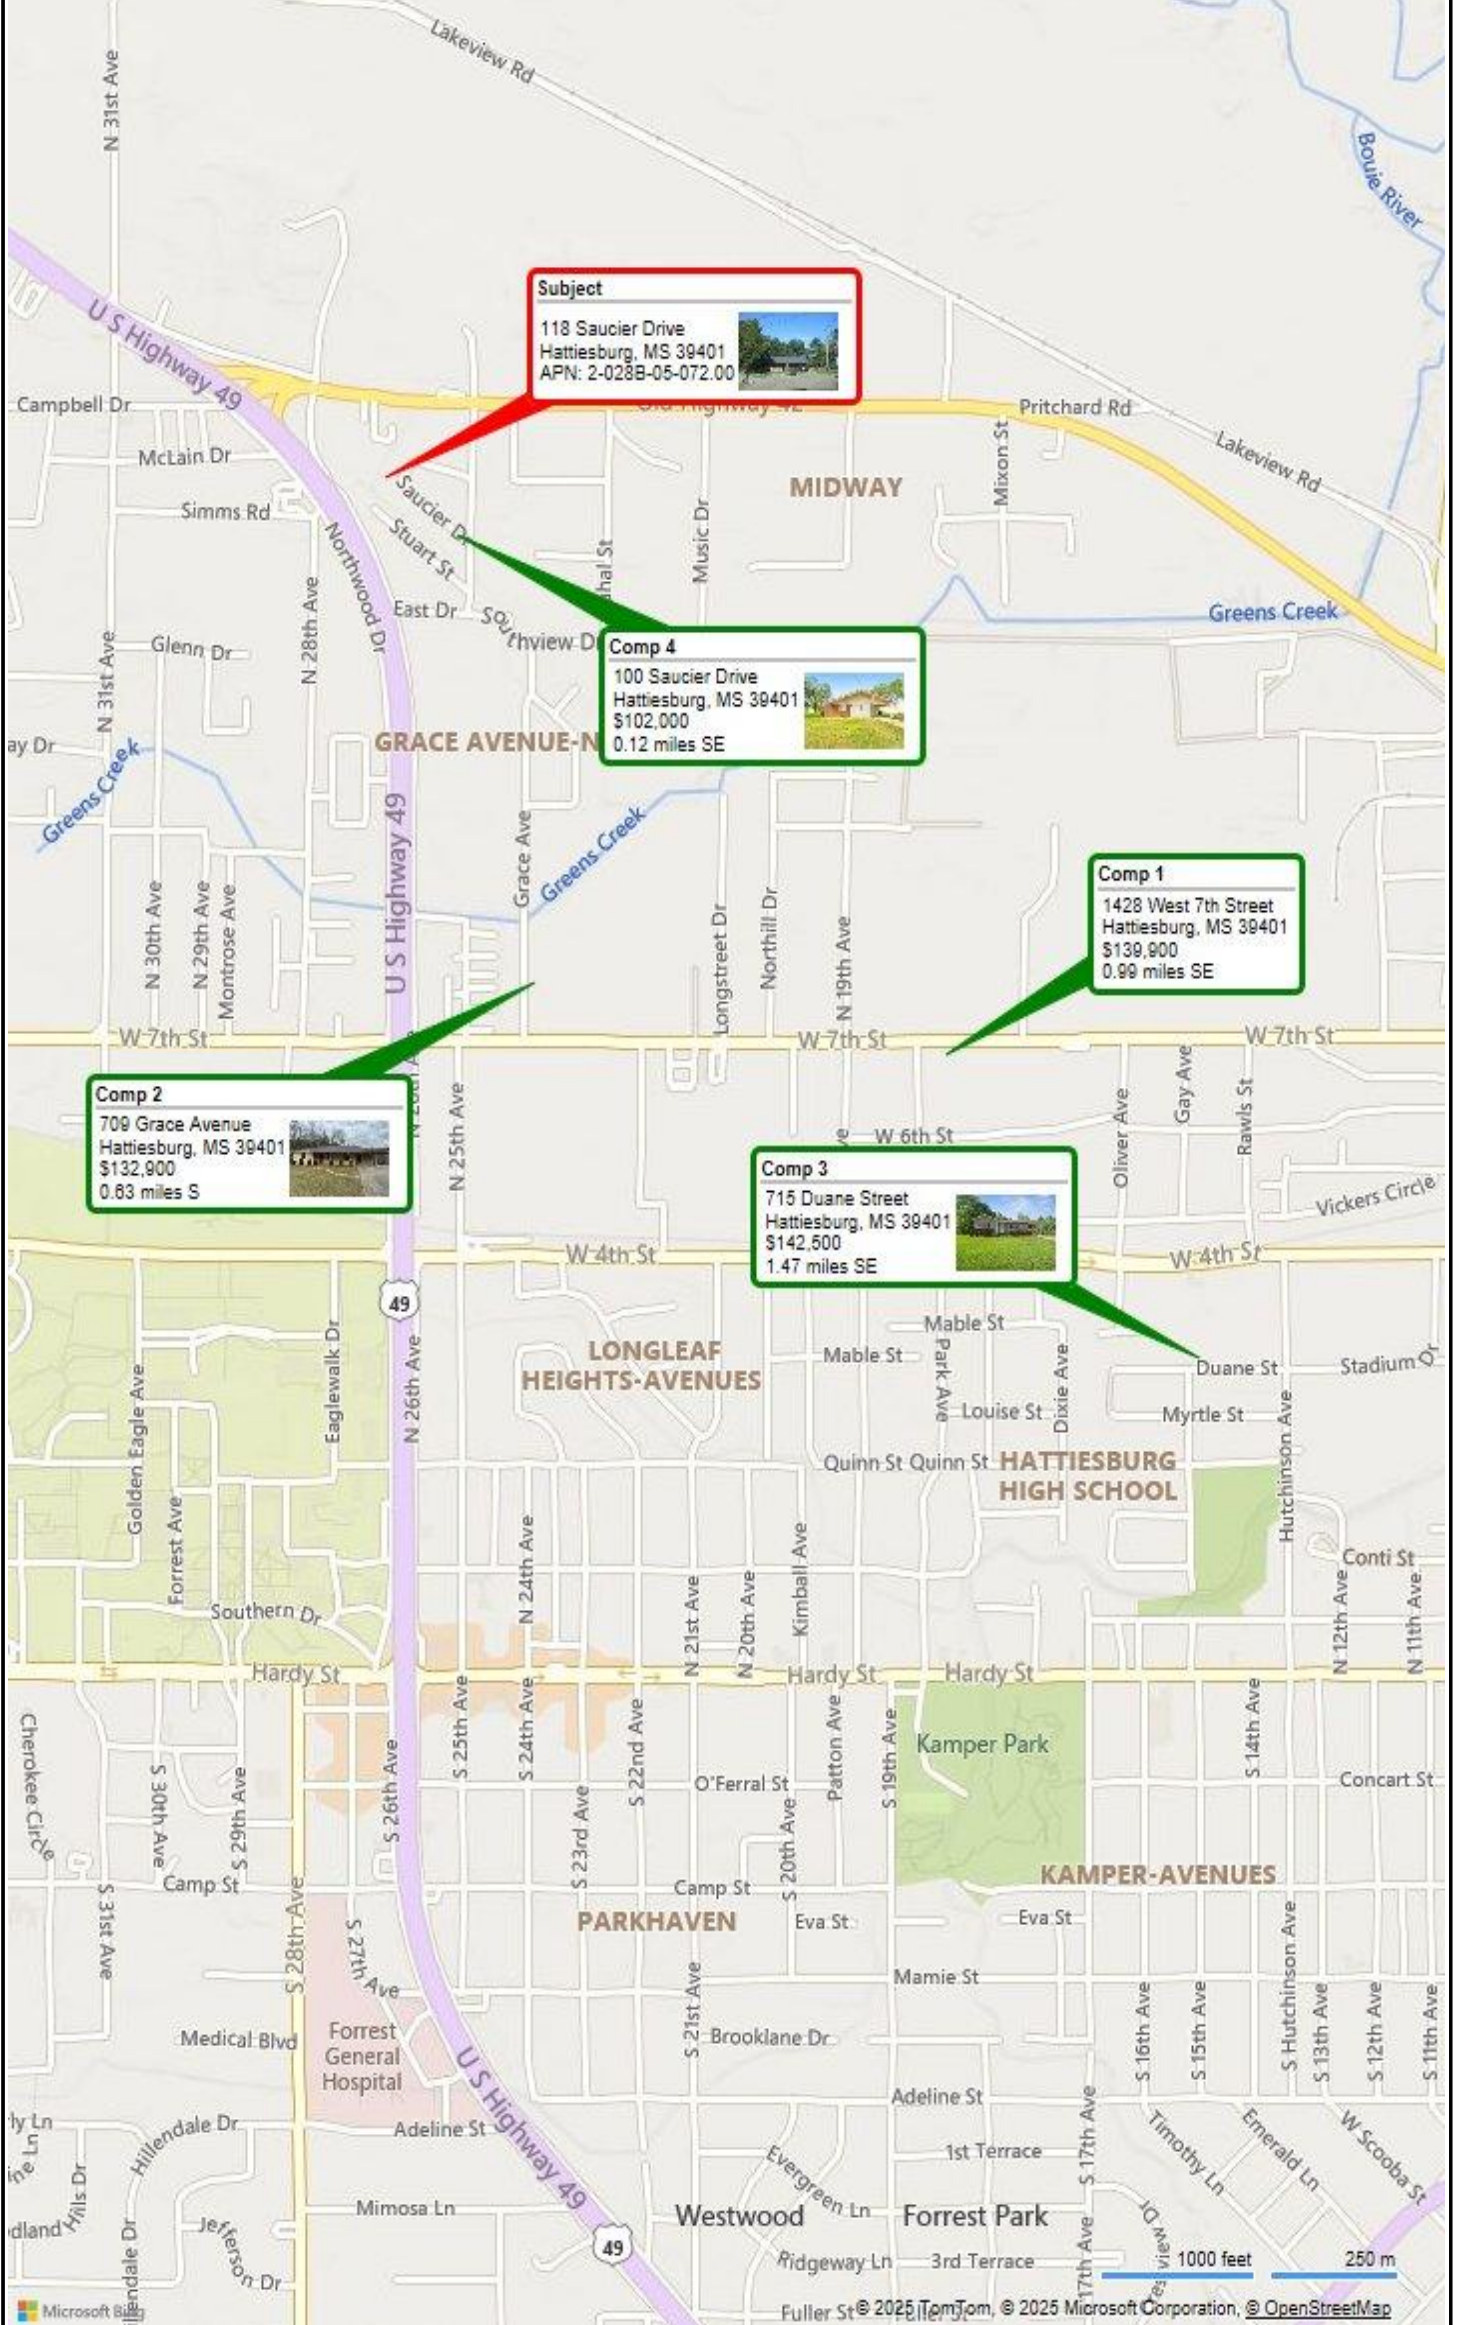 Lakeview Rd
N 31st Ave
Bouie River
Subject
118 Saucier Drive
Hattiesburg, MS 39401
APN: 2-028B-05-072.00
U S Highway 49
Campbell Dr
Pritchard Rd
Lakeview Rd
McLain Dr
Mixon St
MIDWAY
Saucier Dr
Simms Rd
Stuart St
Music Dr
Northwood Dr
N 28th Ave
East Dr
Southview Dr
Greens Creek
Glenn Dr
N 31st Ave
Comp 4
100 Saucier Drive
Hattiesburg, MS 39401
$102,000
0.12 miles SE
ay Dr
GRACE AVENUE-N
Greens Creek
U S Highway 49
Grace Ave
Greens Creek
Comp 1
1428 West 7th Street
Hattiesburg, MS 39401
$139,900
0.99 miles SE
N 30th Ave
N 29th Ave
Montrose Ave
Longstreet Dr
Northill Dr
N 19th Ave
W 7th St
W 7th St
W 7th St
Comp 2
709 Grace Avenue
Hattiesburg, MS 39401
$132,900
0.83 miles S
N 25th Ave
W 6th St
Oliver Ave
Gay Ave
Rawls St
Comp 3
715 Duane Street
Hattiesburg, MS 39401
$142,500
1.47 miles SE
Vickers Circle
W 4th St
W 4th St
49
Eaglewalk Dr
N 26th Ave
LONGLEAF
HEIGHTS-AVENUES
Mable St
Mable St
Park Ave
Dixie Ave
Duane St
Stadium Dr
Golden Eagle Ave
Louise St
Myrtle St
Quinn St
Quinn St
HATTIESBURG
HIGH SCHOOL
Hutchinson Ave
Forrest Ave
N 24th Ave
Kimball Ave
Conti St
Southern Dr
N 21st Ave
N 20th Ave
N 12th Ave
N 11th Ave
Hardy St
Hardy St
Hardy St
Cherokee Circle
S 30th Ave
S 29th Ave
S 26th Ave
S 25th Ave
S 24th Ave
S 23rd Ave
S 22nd Ave
O'Ferral St
S 20th Ave
Patton Ave
S 19th Ave
Kamper Park
S 14th Ave
Concart St
Camp St
Camp St
KAMPER-AVENUES
S 31st Ave
S 28th Ave
S 27th Ave
PARKHAVEN
Eva St
Eva St
S 21st Ave
Mamie St
S 16th Ave
S 15th Ave
S Hutchinson Ave
S 13th Ave
S 12th Ave
S 11th Ave
Medical Blvd
Forrest
General
Hospital
Brooklane Dr
U S Highway 49
Adeline St
Adeline St
Hillendale Dr
1st Terrace
S 17th Ave
Timothy Ln
Emerald Ln
W Scooba St
Hills Dr
Evergreen Ln
Mimosa Ln
Westwood
Forrest Park
Jefferson Dr
49
Ridgeway Ln
3rd Terrace
17th Ave
1000 feet
250 m
Microsoft Bing
Fuller St
© 2025 TomTom, © 2025 Microsoft Corporation, © OpenStreetMap